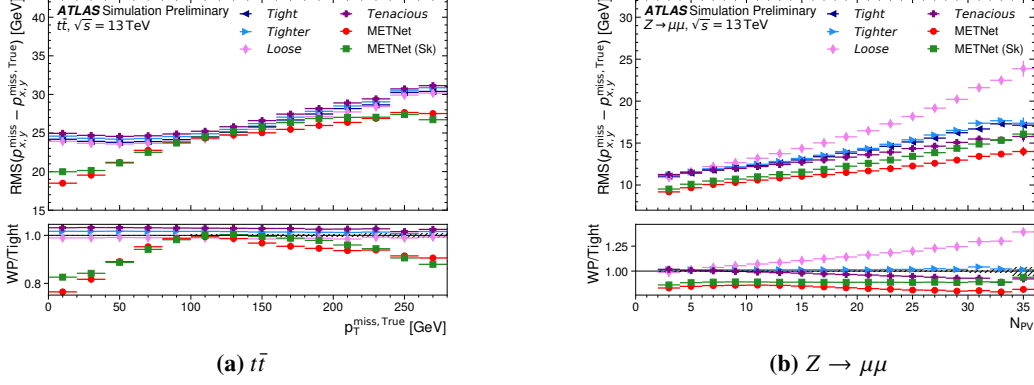 ATLAS Simulation Preliminary
tt̄, √s = 13 TeV
Tight
Tighter
Loose
Tenacious
METNet
METNet (Sk)
RMS(p_{x,y}^{miss} − p_{x,y}^{miss, True}) [GeV]
40
35
30
25
20
15
WP/Tight
1.0
0.8
0 50 100 150 200 250
p_T^{miss, True} [GeV]
(a) tt̄
ATLAS Simulation Preliminary
Z → μμ, √s = 13 TeV
Tight
Tighter
Loose
Tenacious
METNet
METNet (Sk)
RMS(p_{x,y}^{miss} − p_{x,y}^{miss, True}) [GeV]
30
25
20
15
10
WP/Tight
1.25
1.00
0 5 10 15 20 25 30 35
N_{PV}
(b) Z → μμ